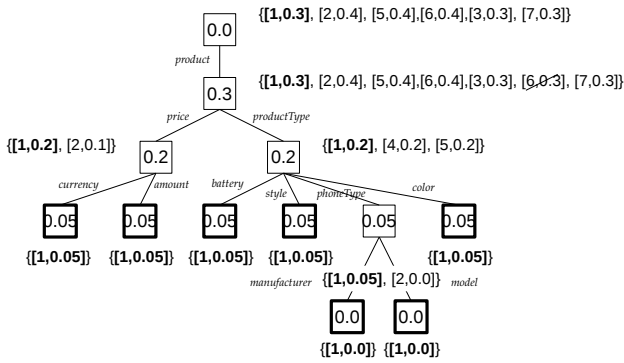 0.0 {[1,0.3], [2,0.4], [5,0.4],[6,0.4],[3,0.3], [7,0.3]}
product
0.3 {[1,0.3], [2,0.4], [5,0.4],[6,0.4],[3,0.3], [6,0.3], [7,0.3]}
price productType
{[1,0.2], [2,0.1]} 0.2 0.2 {[1,0.2], [4,0.2], [5,0.2]}
currency amount battery style phoneType color
0.05 0.05 0.05 0.05 0.05 0.05
{[1,0.05]} {[1,0.05]} {[1,0.05]} {[1,0.05]} {[1,0.05]}
manufacturer {[1,0.05], [2,0.0]} model
0.0 0.0
{[1,0.0]} {[1,0.0]}